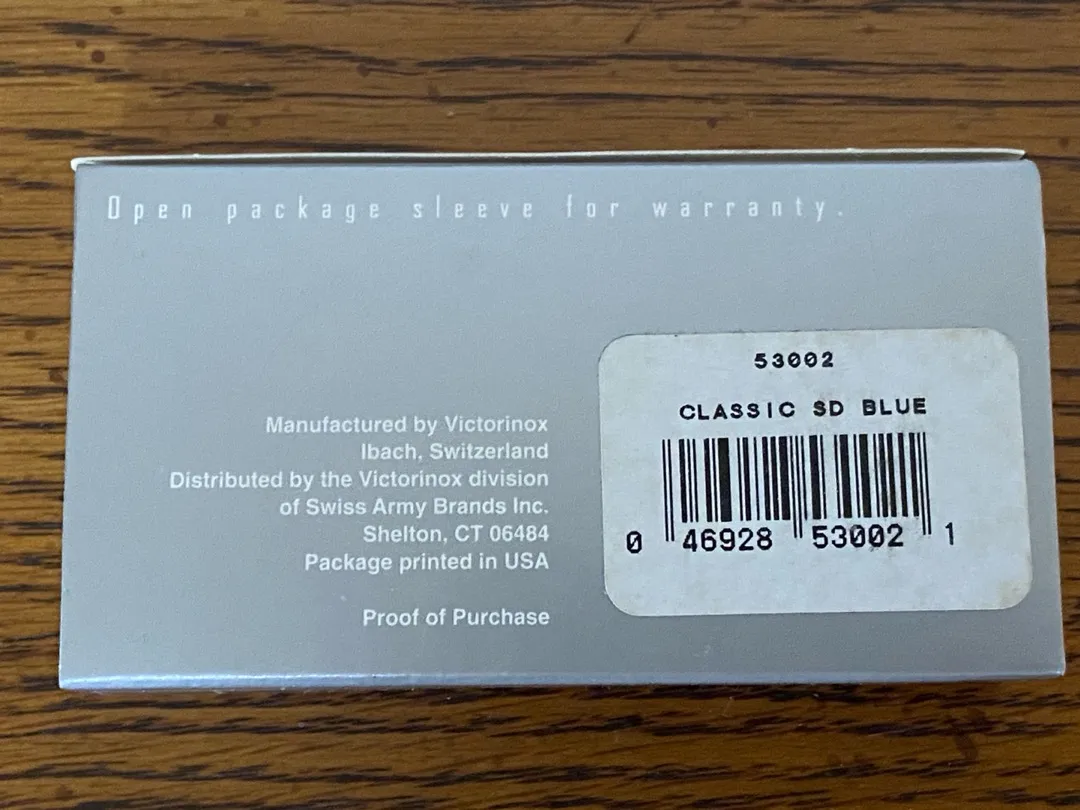 Open package sleeve for warranty.
Manufactured by Victorinox
Ibach, Switzerland
Distributed by the Victorinox division
of Swiss Army Brands Inc.
Shelton, CT 06484
Package printed in USA
Proof of Purchase
53002
CLASSIC SD BLUE
0 46928 53002 1